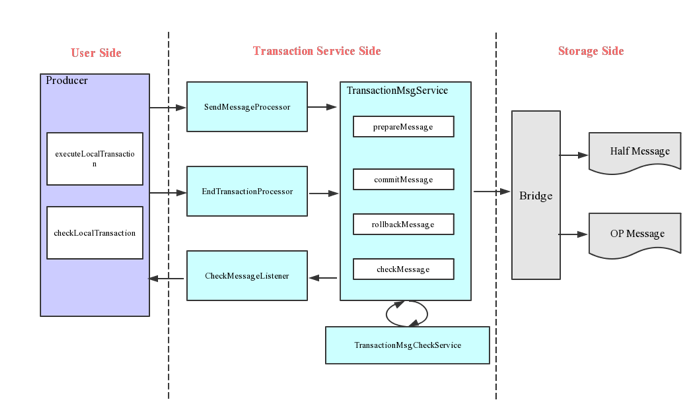 User Side
Transaction Service Side
Storage Side
Producer
executeLocalTransactio
n
checkLocalTransaction
SendMessageProcessor
EndTransactionProcessor
CheckMessageListener
TransactionMsgService
prepareMessage
commitMessage
rollbackMessage
checkMessage
TransactionMsgCheckService
Bridge
Half Message
OP Message